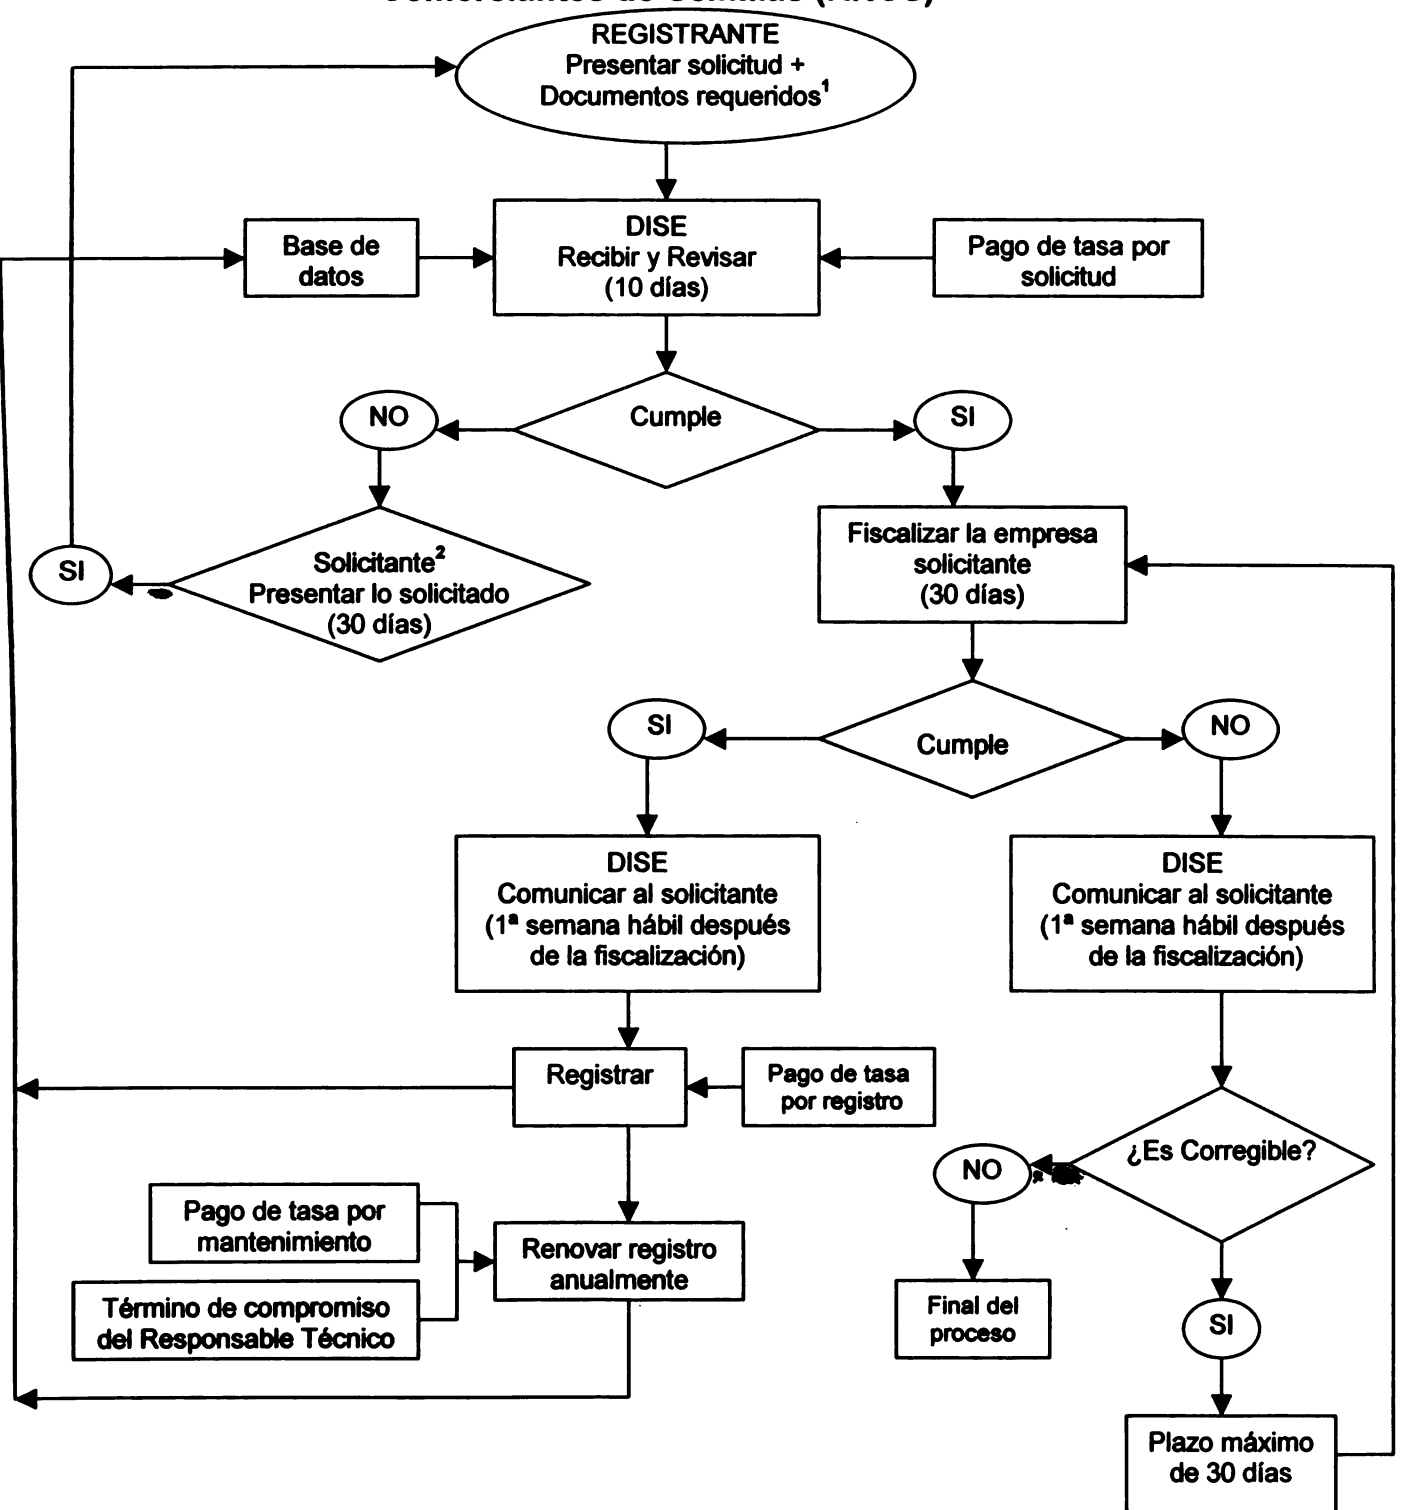 Comerciantes de Semillas (RNCS)
REGISTRANTE
Presentar solicitud +
Documentos requeridos¹
Base de
datos
DISE
Recibir y Revisar
(10 días)
Pago de tasa por
solicitud
NO
Cumple
SI
Fiscalizar la empresa
solicitante
(30 días)
SI
Solicitante²
Presentar lo solicitado
(30 días)
SI
Cumple
NO
DISE
Comunicar al solicitante
(1ª semana hábil después
de la fiscalización)
DISE
Comunicar al solicitante
(1ª semana hábil después
de la fiscalización)
Registrar
Pago de tasa
por registro
¿Es Corregible?
NO
Pago de tasa por
mantenimiento
Renovar registro
anualmente
Término de compromiso
del Responsable Técnico
Final del
proceso
SI
Plazo máximo
de 30 días